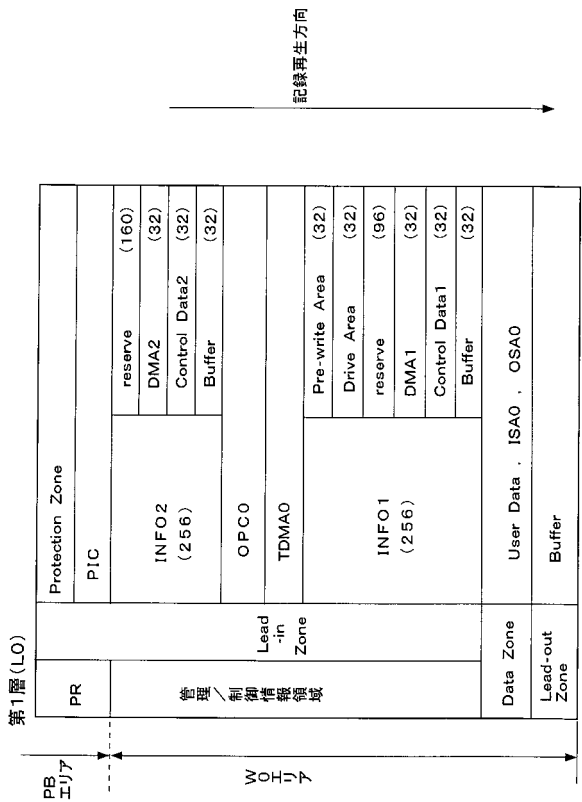 第1層(LO)
PB
エリア
WO
エリア
PR
管理/制御情報領域
Lead
-in
Zone
Data Zone
Lead-out
Zone
Protection Zone
PIC
INFO2
(256)
reserve (160)
DMA2 (32)
Control Data2 (32)
Buffer (32)
OPC0
TDMA0
INFO1
(256)
Pre-write Area (32)
Drive Area (32)
reserve (96)
DMA1 (32)
Control Data1 (32)
Buffer (32)
User Data , ISA0 , OSA0
Buffer
記録再生方向